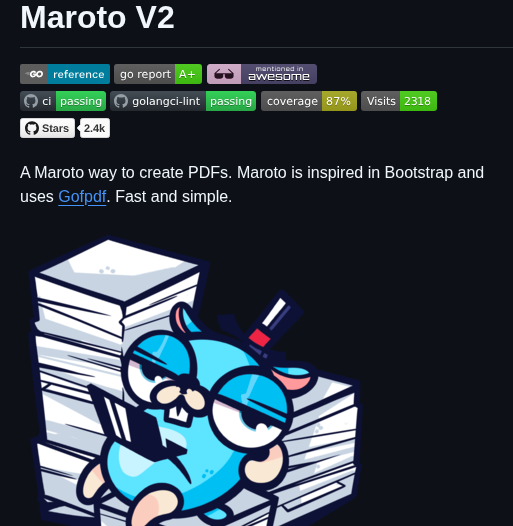 Maroto V2
GO reference go report A+ mentioned in awesome
ci passing golangci-lint passing coverage 87% Visits 2318
Stars 2.4k
A Maroto way to create PDFs. Maroto is inspired in Bootstrap and
uses Gofpdf. Fast and simple.